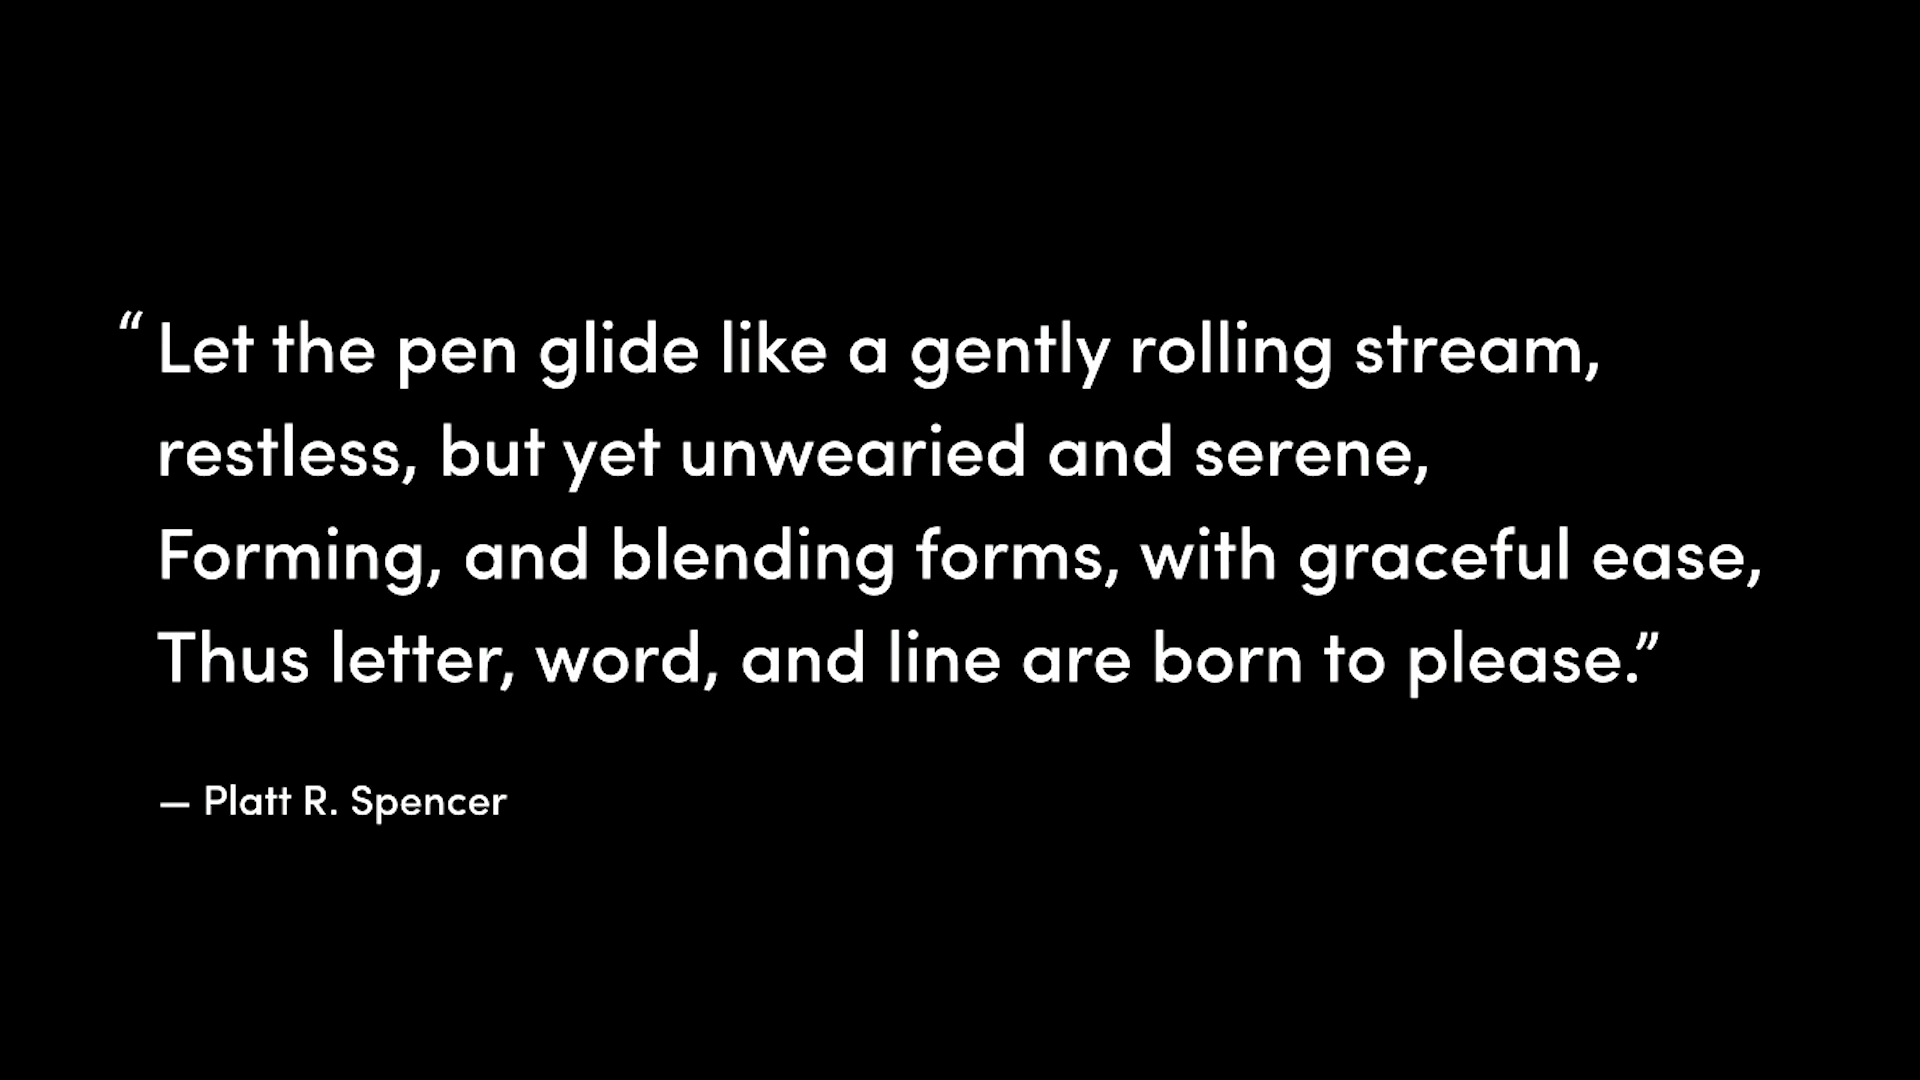 “Let the pen glide like a gently rolling stream,
restless, but yet unwearied and serene,
Forming, and blending forms, with graceful ease,
Thus letter, word, and line are born to please.”
— Platt R. Spencer